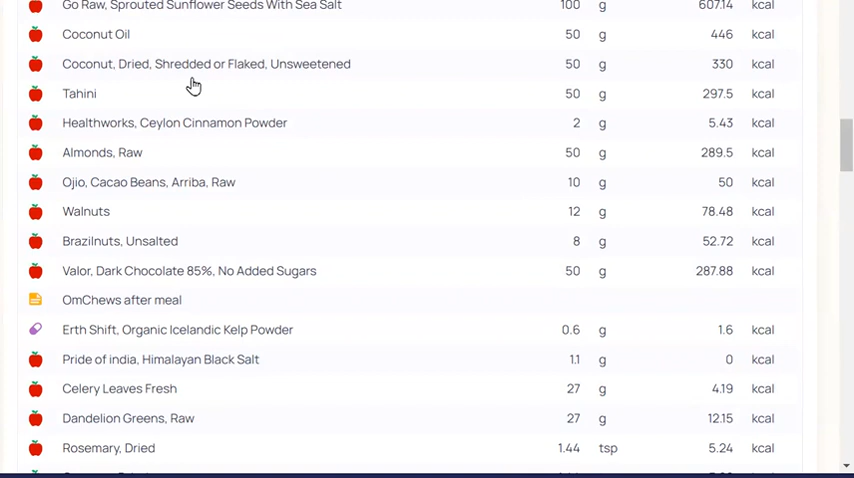 Go Raw, Sprouted Sunflower Seeds With Sea Salt 100 g 607.14 kcal
Coconut Oil 50 g 446 kcal
Coconut, Dried, Shredded or Flaked, Unsweetened 50 g 330 kcal
Tahini 50 g 297.5 kcal
Healthworks, Ceylon Cinnamon Powder 2 g 5.43 kcal
Almonds, Raw 50 g 289.5 kcal
Ojio, Cacao Beans, Arriba, Raw 10 g 50 kcal
Walnuts 12 g 78.48 kcal
Brazilnuts, Unsalted 8 g 52.72 kcal
Valor, Dark Chocolate 85%, No Added Sugars 50 g 287.88 kcal
OmChews after meal
Erth Shift, Organic Icelandic Kelp Powder 0.6 g 1.6 kcal
Pride of india, Himalayan Black Salt 1.1 g 0 kcal
Celery Leaves Fresh 27 g 4.19 kcal
Dandelion Greens, Raw 27 g 12.15 kcal
Rosemary, Dried 1.44 tsp 5.24 kcal